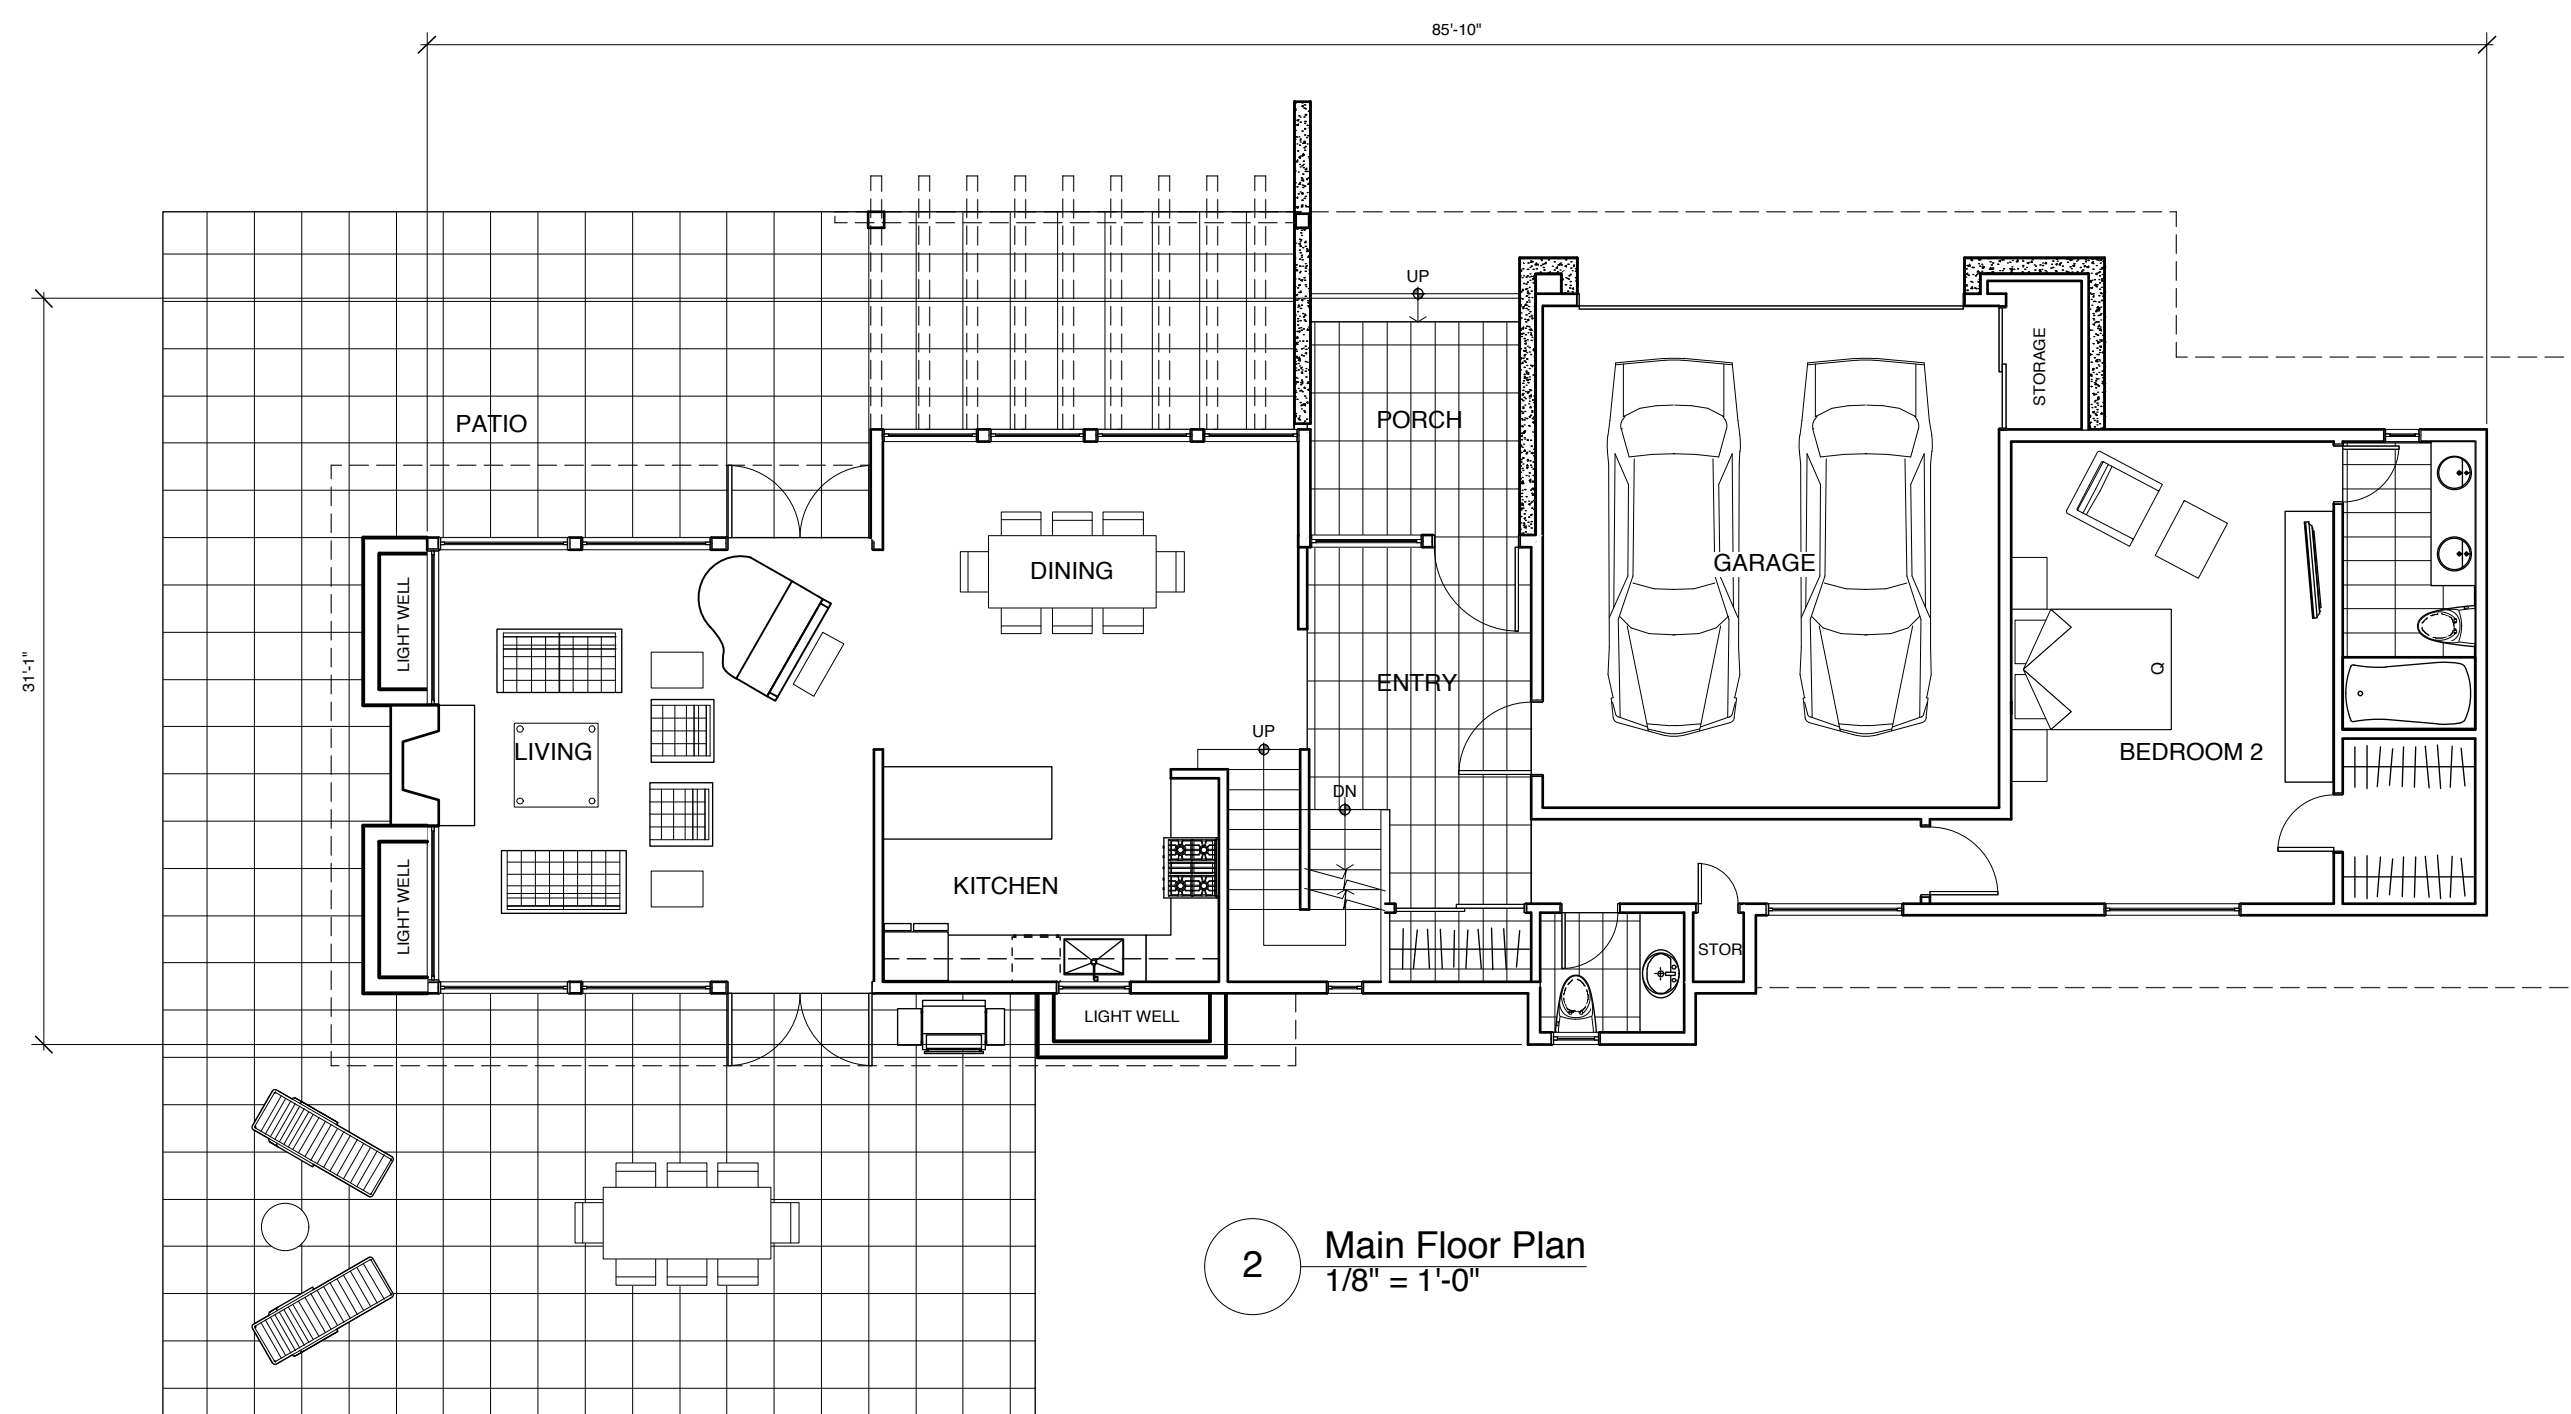 85'-10"
UP
STORAGE
PATIO
PORCH
GARAGE
DINING
LIGHT WELL
31'-1"
Q
ENTRY
UP
LIVING
BEDROOM 2
DN
KITCHEN
LIGHT WELL
STOR
LIGHT WELL
2
Main Floor Plan
1/8" = 1'-0"